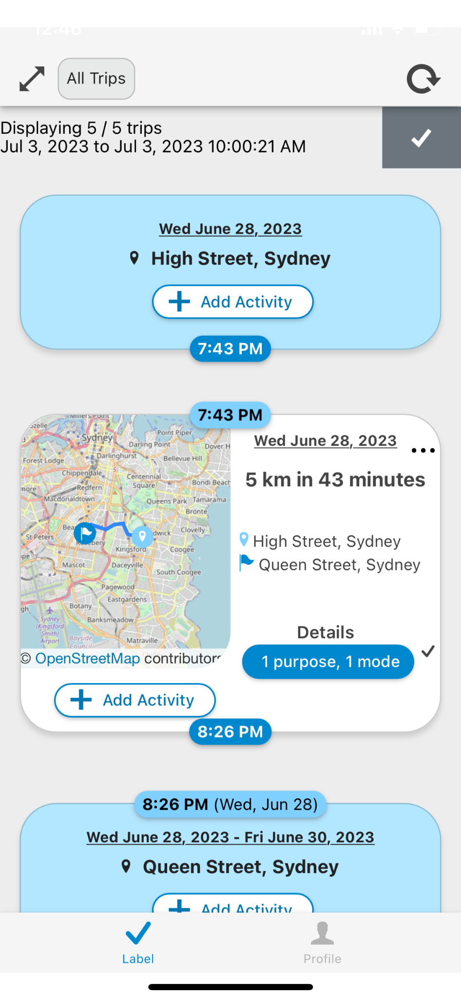 12:46
All Trips
Displaying 5 / 5 trips
Jul 3, 2023 to Jul 3, 2023 10:00:21 AM
Wed June 28, 2023
High Street, Sydney
Add Activity
7:43 PM
7:43 PM
Millers Point
Sydney
Point Piper
Darling Point
Dover H
Forest Lodge
Darlinghurst
Bellevue Hill
5
Chippendale
Centennial
Square
Redfern
Bondi Beach
more
Macdonaldtown
Queens Park
Tamarama
Bronte
Bea
dwick
Clovelly
St Peters
Rosebery
Kingsford
Coogee
Mascot
Daceyville
South Coogee
Pagewood
Eastgardens
Botany
Banksmeadow
Sydney
(Kingsford
Smith)
Airport
Bayside
Council
Matraville
© OpenStreetMap contributors
Wed June 28, 2023
5 km in 43 minutes
High Street, Sydney
Queen Street, Sydney
Details
1 purpose, 1 mode
Add Activity
8:26 PM
8:26 PM (Wed, Jun 28)
Wed June 28, 2023 - Fri June 30, 2023
Queen Street, Sydney
Add Activity
Label
Profile